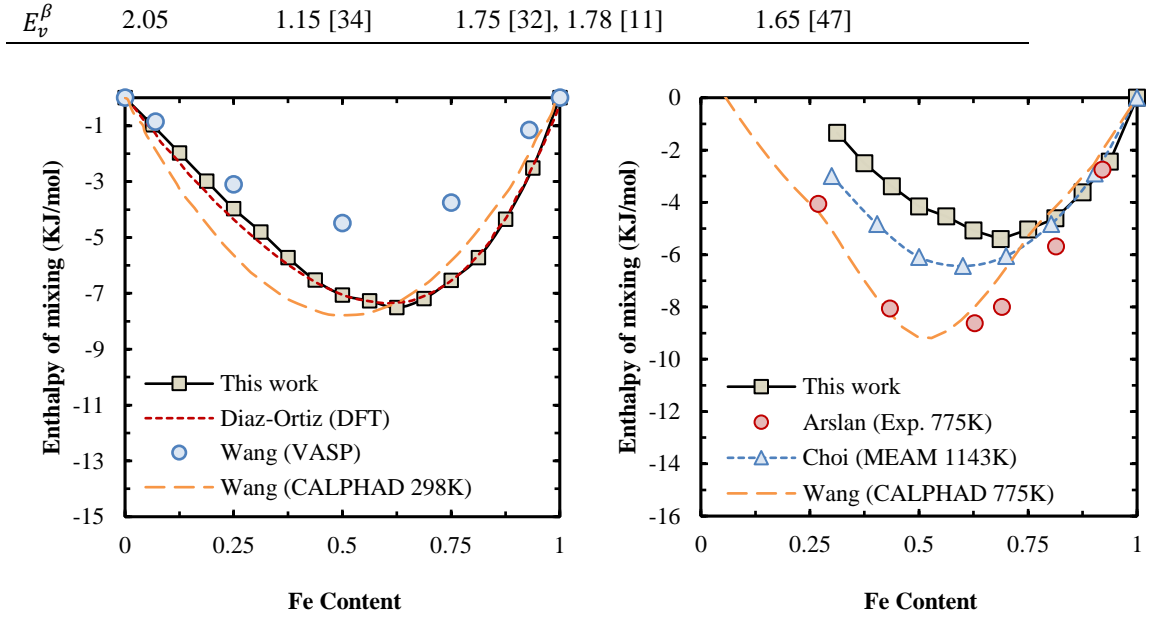 E_v^β 2.05 1.15 [34] 1.75 [32], 1.78 [11] 1.65 [47]
Enthalpy of mixing (KJ/mol)
-1
-3
-5
-7
-9
-11
-13
-15
This work
Diaz-Ortiz (DFT)
Wang (VASP)
Wang (CALPHAD 298K)
0 0.25 0.5 0.75 1
Fe Content
Enthalpy of mixing (KJ/mol)
0
-2
-4
-6
-8
-10
-12
-14
-16
This work
Arslan (Exp. 775K)
Choi (MEAM 1143K)
Wang (CALPHAD 775K)
0 0.25 0.5 0.75 1
Fe Content